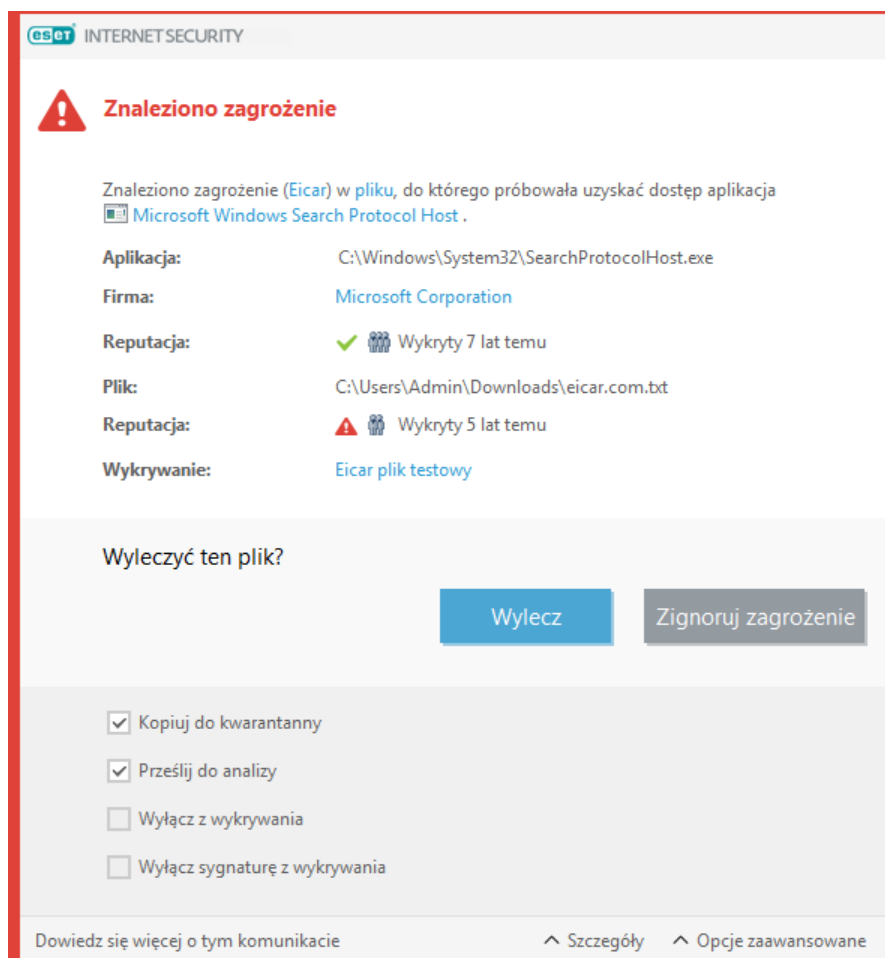 eset INTERNET SECURITY
Znaleziono zagrożenie
Znaleziono zagrożenie (Eicar) w pliku, do którego próbowała uzyskać dostęp aplikacja
Microsoft Windows Search Protocol Host .
Aplikacja: C:\Windows\System32\SearchProtocolHost.exe
Firma: Microsoft Corporation
Reputacja: Wykryty 7 lat temu
Plik: C:\Users\Admin\Downloads\eicar.com.txt
Reputacja: Wykryty 5 lat temu
Wykrywanie: Eicar plik testowy
Wyleczyć ten plik?
Wylecz Zignoruj zagrożenie
Kopiuj do kwarantanny
Prześlij do analizy
Wyłącz z wykrywania
Wyłącz sygnaturę z wykrywania
Dowiedz się więcej o tym komunikacie Szczegóły Opcje zaawansowane